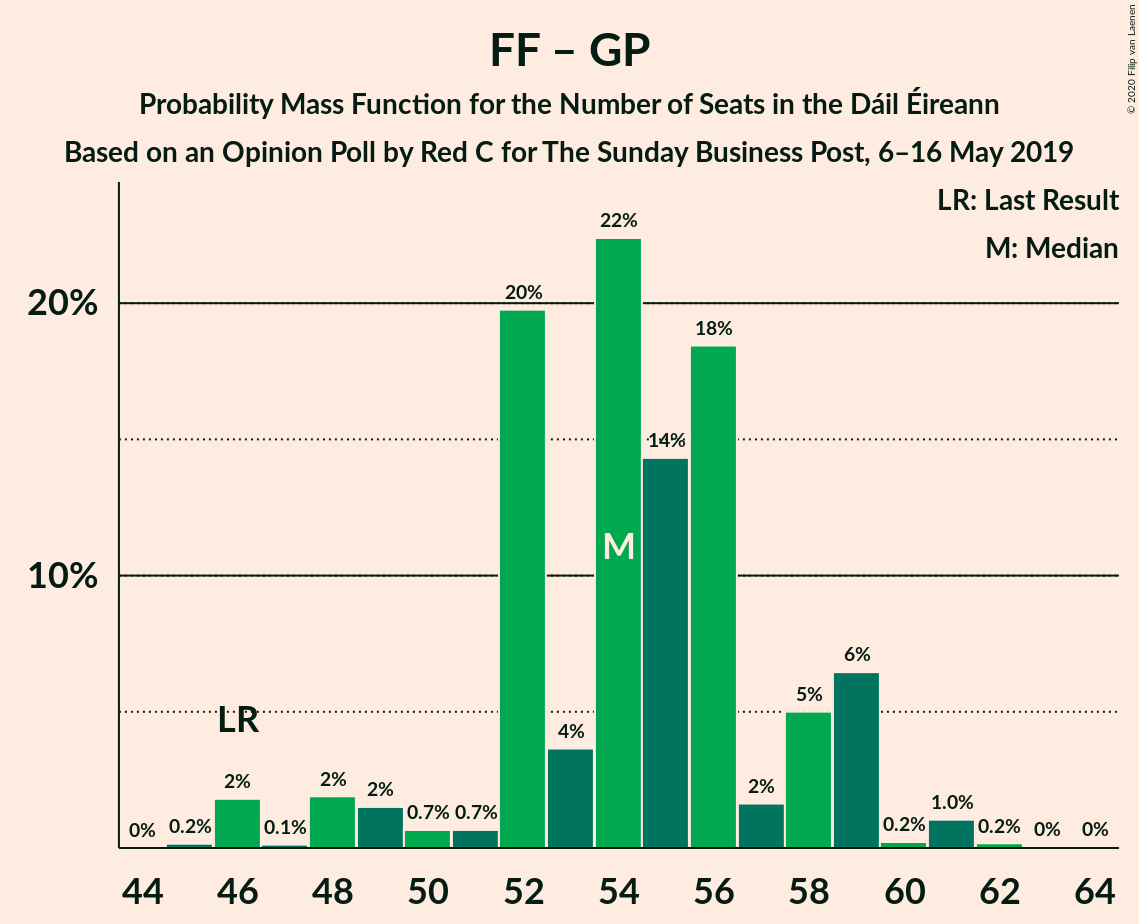 FF – GP
Probability Mass Function for the Number of Seats in the Dáil Éireann
Based on an Opinion Poll by Red C for The Sunday Business Post, 6–16 May 2019
© 2020 Filip van Laenen
LR: Last Result
M: Median
20%
10%
0%
0.2%
2%
0.1%
2%
2%
0.7%
0.7%
20%
4%
22%
14%
18%
2%
5%
6%
0.2%
1.0%
0.2%
0%
0%
LR
M
44 46 48 50 52 54 56 58 60 62 64